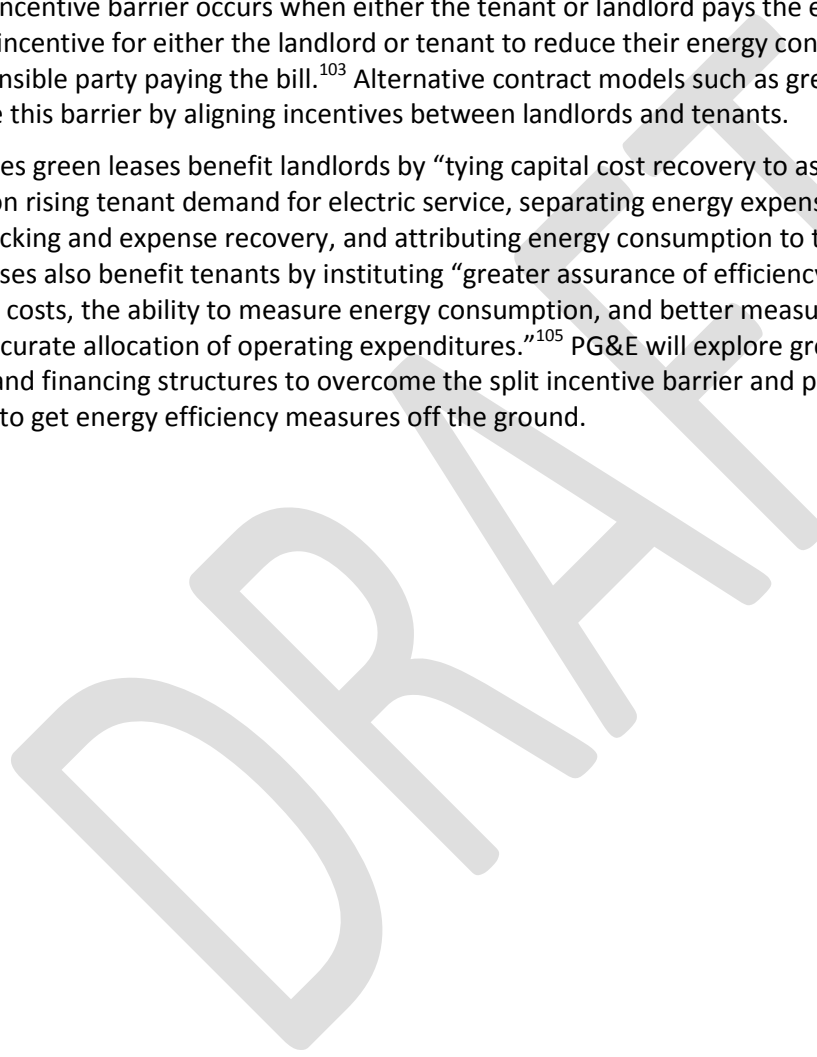 ncentive barrier occurs when either the tenant or landlord pays the e
incentive for either the landlord or tenant to reduce their energy con
nsible party paying the bill.103 Alternative contract models such as gre
e this barrier by aligning incentives between landlords and tenants.
es green leases benefit landlords by “tying capital cost recovery to as
on rising tenant demand for electric service, separating energy expens
cking and expense recovery, and attributing energy consumption to t
ses also benefit tenants by instituting “greater assurance of efficiency
costs, the ability to measure energy consumption, and better measu
curate allocation of operating expenditures.”105 PG&E will explore gre
and financing structures to overcome the split incentive barrier and p
to get energy efficiency measures off the ground.
DRAFT